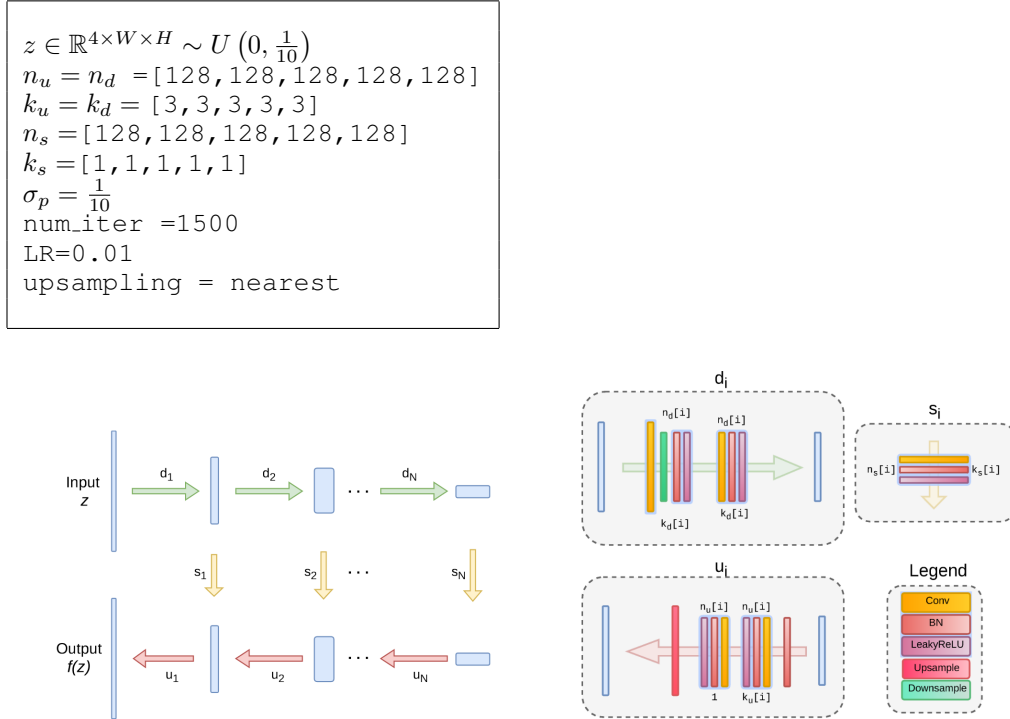 z ∈ ℝ^{4×W×H} ∼ U (0, 1/10)
n_u = n_d =[128,128,128,128,128]
k_u = k_d = [3,3,3,3,3]
n_s =[128,128,128,128,128]
k_s =[1,1,1,1,1]
σ_p = 1/10
num_iter =1500
LR=0.01
upsampling = nearest
Input
z
d_1
d_2
...
d_N
s_1
s_2
...
s_N
Output
f(z)
u_1
u_2
...
u_N
d_i
n_d[i]
n_d[i]
k_d[i]
k_d[i]
s_i
n_s[i]
k_s[i]
u_i
n_u[i]
n_u[i]
1
k_u[i]
Legend
Conv
BN
LeakyReLU
Upsample
Downsample